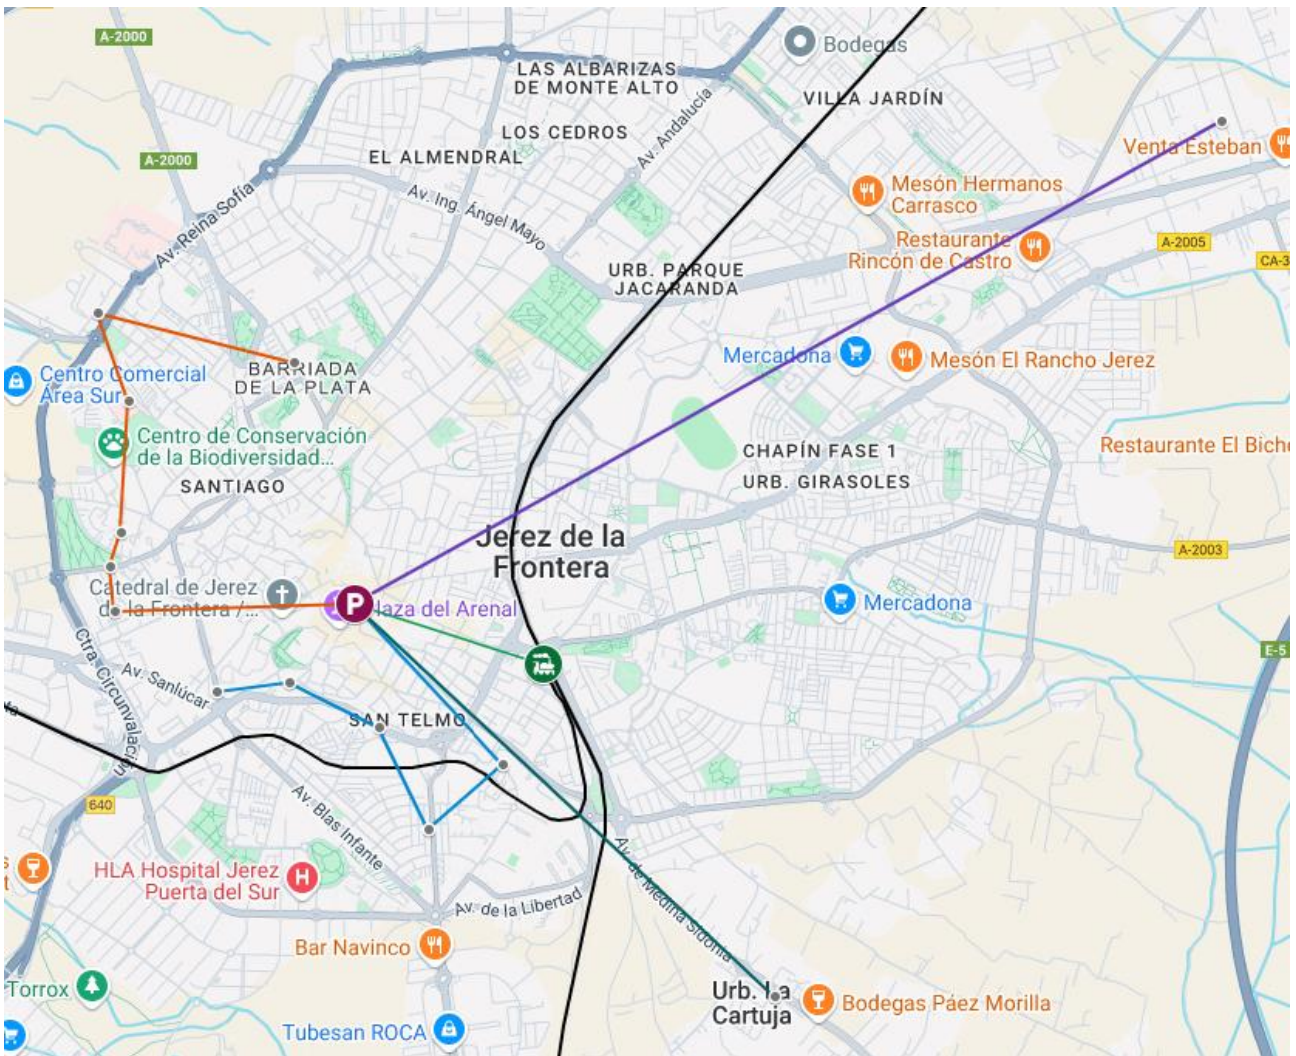 A-2000
Bodegas
LAS ALBARIZAS
DE MONTE ALTO
VILLA JARDÍN
LOS CEDROS
Av. Andalucía
EL ALMENDRAL
A-2000
Venta Esteban
Av. Reina Sofía
Av. Ing. Ángel Mayo
Mesón Hermanos
Carrasco
Restaurante
Rincón de Castro
A-2005
CA-3
URB. PARQUE
JACARANDA
Mercadona
Mesón El Rancho Jerez
Centro Comercial
Área Sur
BARRIADA
DE LA PLATA
Centro de Conservación
de la Biodiversidad...
SANTIAGO
CHAPÍN FASE 1
URB. GIRASOLES
Restaurante El Bich
Jerez de la
Frontera
A-2003
Catedral de Jerez
de la Frontera /...
P
laza del Arenal
Mercadona
E-5
Ctra. Circunvalación
Av. Sanlúcar
SAN TELMO
640
Av. Blas Infante
HLA Hospital Jerez
Puerta del Sur
H
Av. de Medina Sidonia
Av. de la Libertad
Bar Navinco
Torrox
Urb. La
Cartuja
Bodegas Páez Morilla
Tubesan ROCA